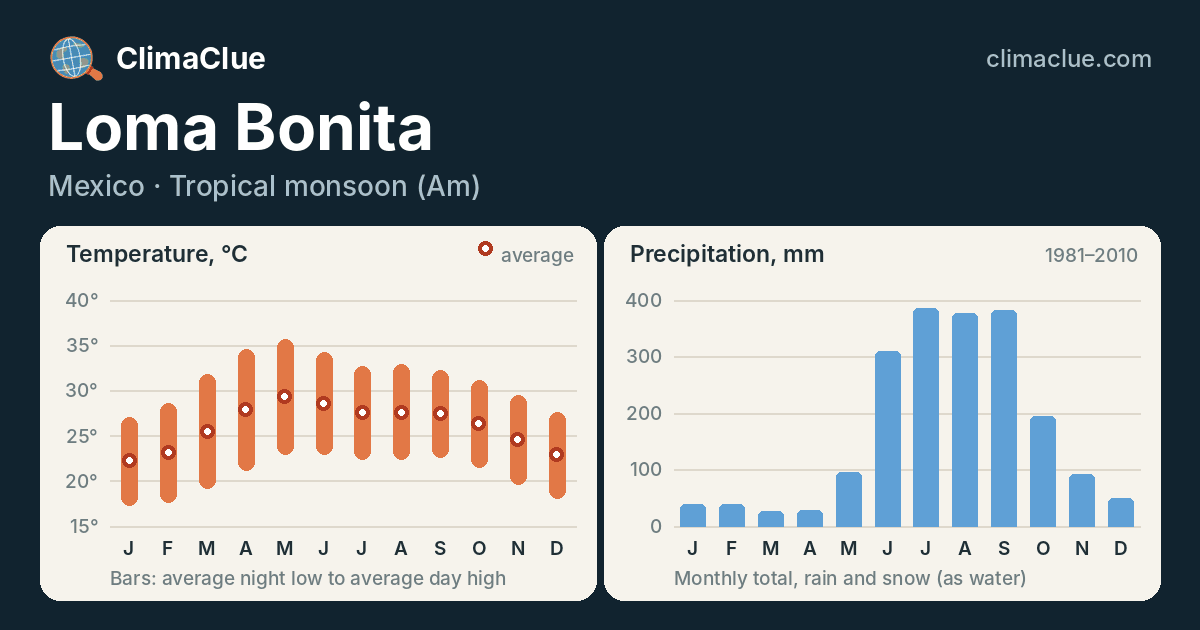 ClimaClue
climaclue.com
Loma Bonita
Mexico · Tropical monsoon (Am)
Temperature, °C
average
40°
35°
30°
25°
20°
15°
J F M A M J J A S O N D
Bars: average night low to average day high
Precipitation, mm
1981–2010
400
300
200
100
0
J F M A M J J A S O N D
Monthly total, rain and snow (as water)